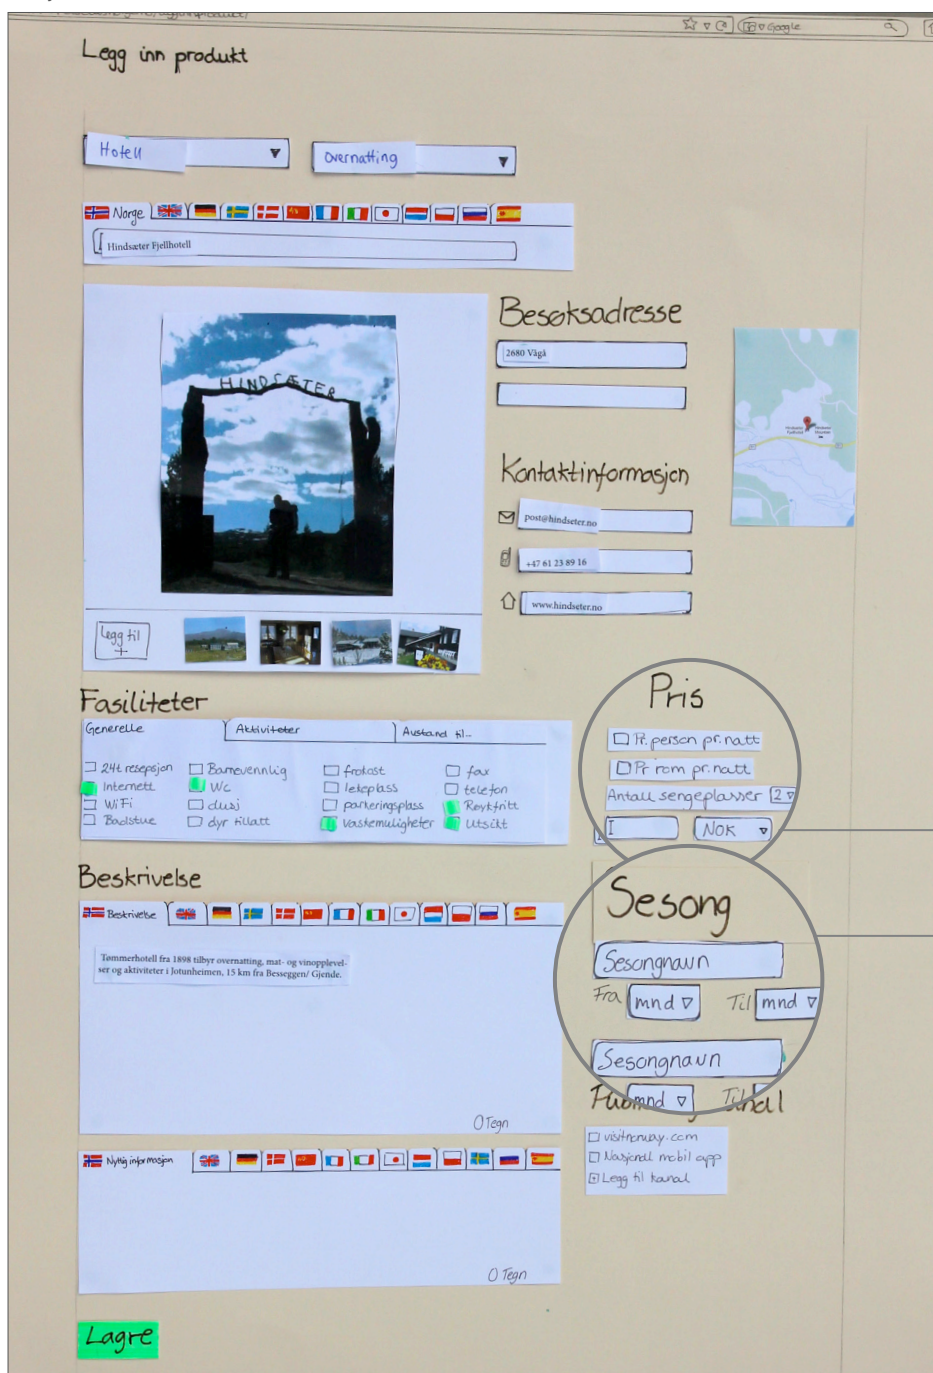 Google
Legg inn produkt
Hotell
Overnatting
Norge
Hindsæter Fjellhotell
HINDSÆTER
Besøksadresse
2680 Vågå
Kontaktinformasjon
post@hindseter.no
+47 61 23 89 16
www.hindseter.no
Legg til
+
Fasiliteter
Generelle
Aktiviteter
Avstand til...
24t resepsjon
Barnevennlig
frokost
fax
Internett
WC
lekeplass
telefon
WiFi
dusj
parkeringsplass
Røykfritt
Badstue
dyr tillatt
vaskemuligheter
Utsikt
Pris
Pr. person pr. natt
Pr rom pr. natt
Antall sengeplasser 2
NOK
Sesong
Sesongnavn
Fra mnd Til mnd
Sesongnavn
mnd
visitnorway.com
Nasjonal mobil app
Legg til kanal
Beskrivelse
Beskrivelse
Tømmerhotell fra 1898 tilbyr overnatting, mat- og vinopplevel-
ser og aktiviteter i Jotunheimen, 15 km fra Besseggen/ Gjende.
0 Tegn
Nyttig informasjon
0 Tegn
Lagre